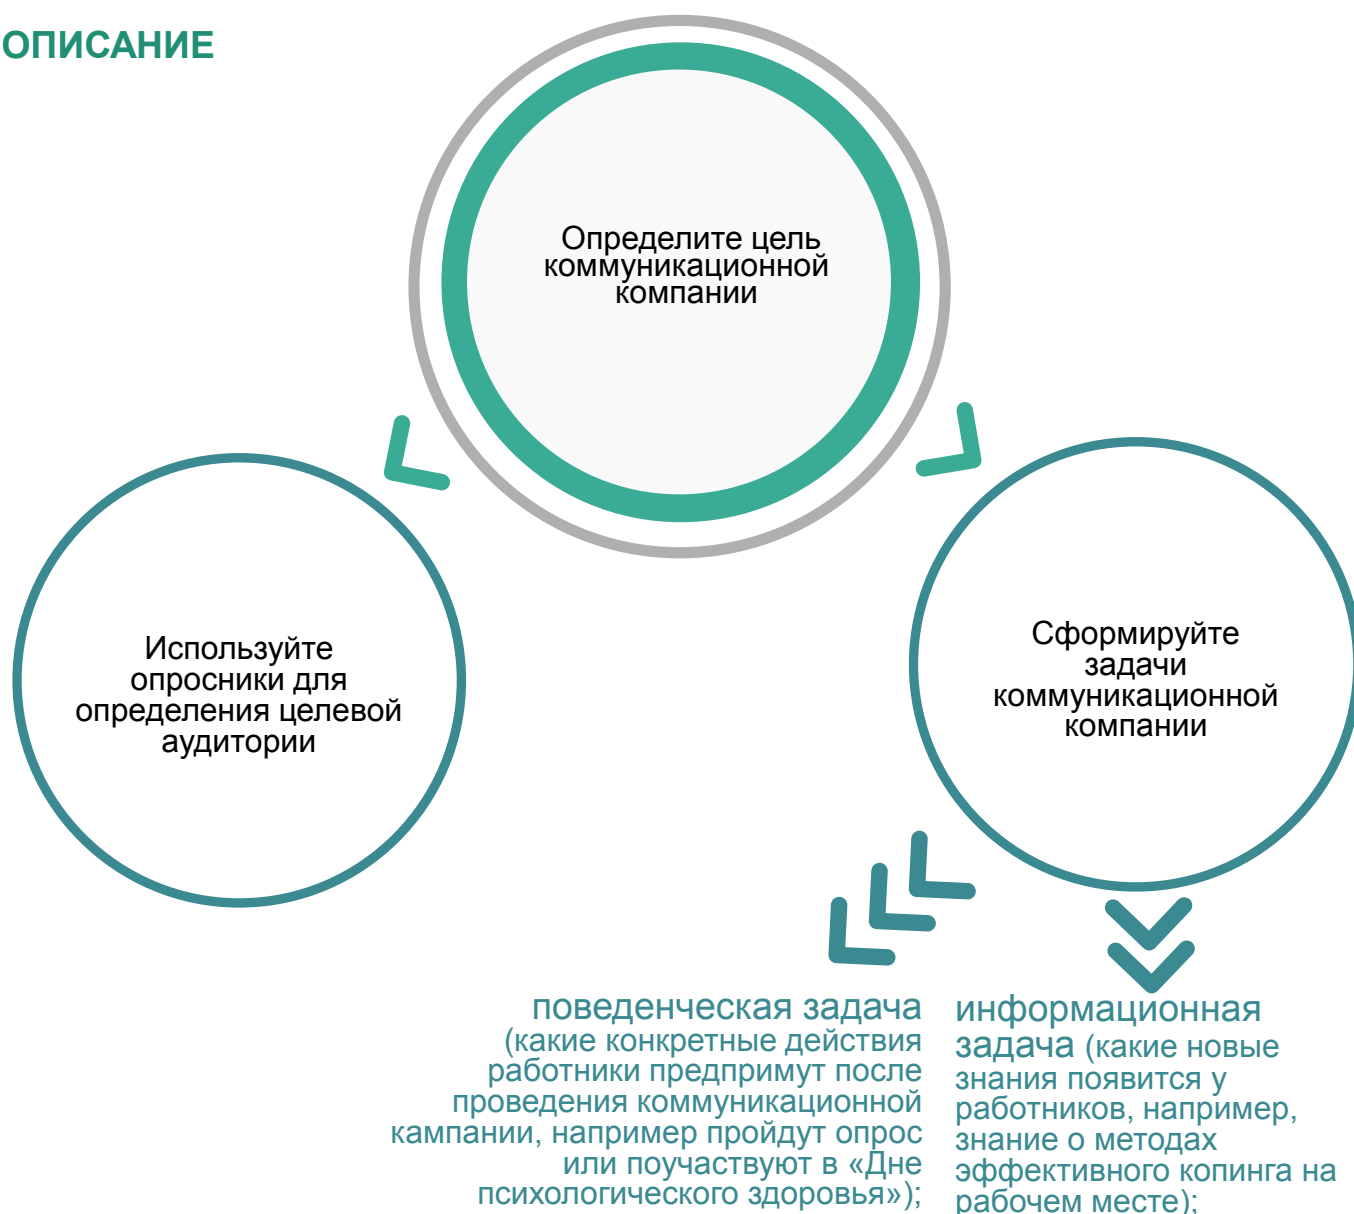 ОПИСАНИЕ
Определите цель
коммуникационной
компании
Используйте
опросники для
определения целевой
аудитории
Сформируйте
задачи
коммуникационной
компании
поведенческая задача
(какие конкретные действия
работники предпримут после
проведения коммуникационной
кампании, например пройдут опрос
или поучаствуют в «Дне
психологического здоровья»);
информационная
задача (какие новые
знания появится у
работников, например,
знание о методах
эффективного копинга на
рабочем месте);